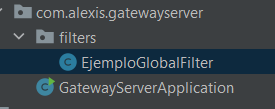 com.alexis.gatewayserver
filters
EjemploGlobalFilter
GatewayServerApplication